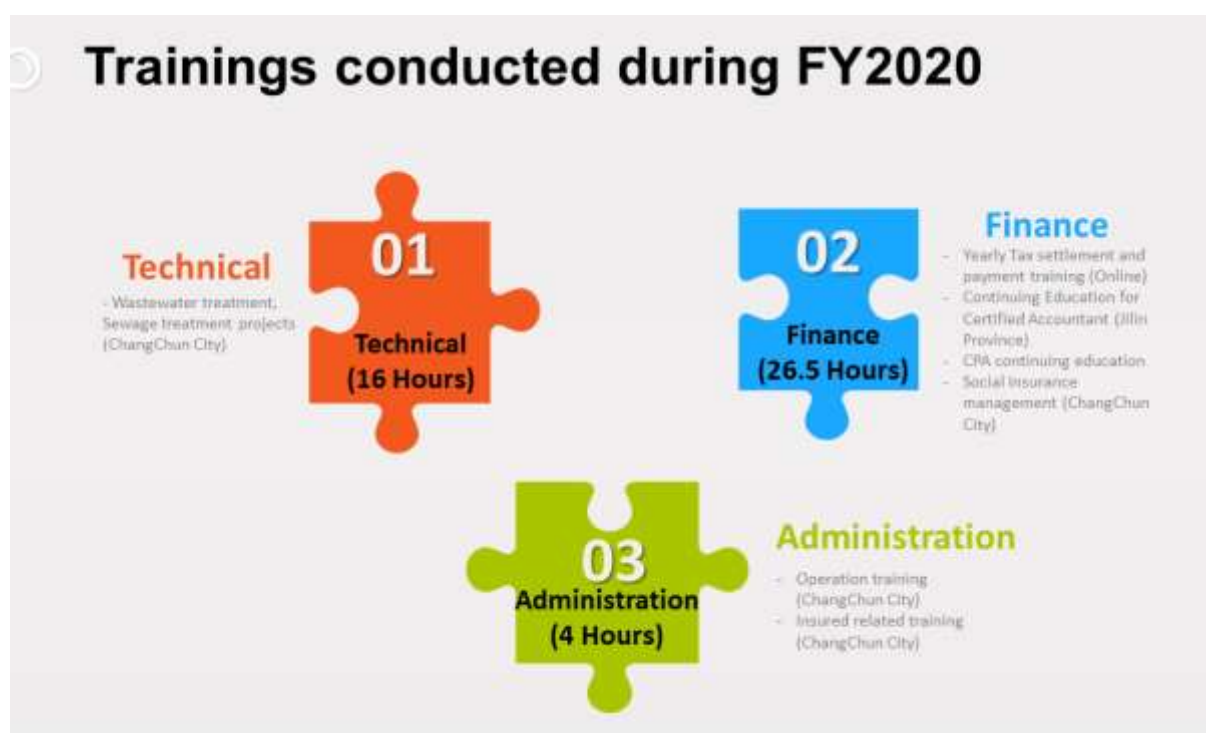 Trainings conducted during FY2020
Technical
- Wastewater treatment,
Sewage treatment projects
(ChangChun City)
01
Technical
(16 Hours)
02
Finance
(26.5 Hours)
Finance
- Yearly Tax settlement and
payment training (Online)
- Continuing Education for
Certified Accountant (Jilin
Province)
- CPA continuing education
- Social Insurance
management (ChangChun
City)
03
Administration
(4 Hours)
Administration
- Operation training
(ChangChun City)
- Insured related training
(ChangChun City)